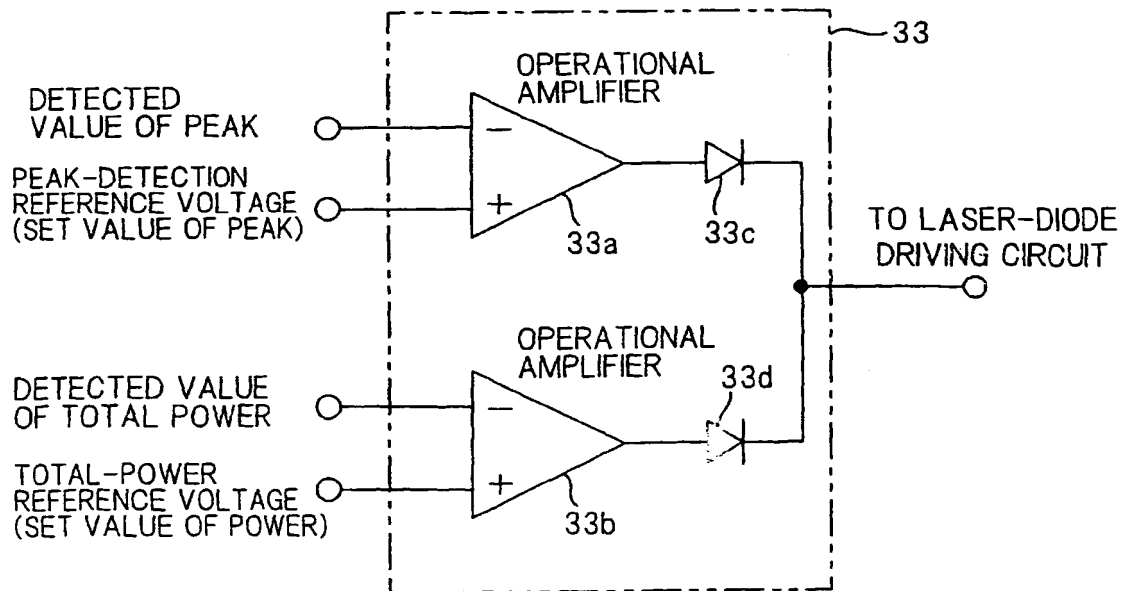 33
OPERATIONAL
AMPLIFIER
DETECTED
VALUE OF PEAK
−
PEAK-DETECTION
REFERENCE VOLTAGE
(SET VALUE OF PEAK)
+
33a
33c
TO LASER-DIODE
DRIVING CIRCUIT
OPERATIONAL
AMPLIFIER
33d
DETECTED VALUE
OF TOTAL POWER
−
TOTAL-POWER
REFERENCE VOLTAGE
(SET VALUE OF POWER)
+
33b